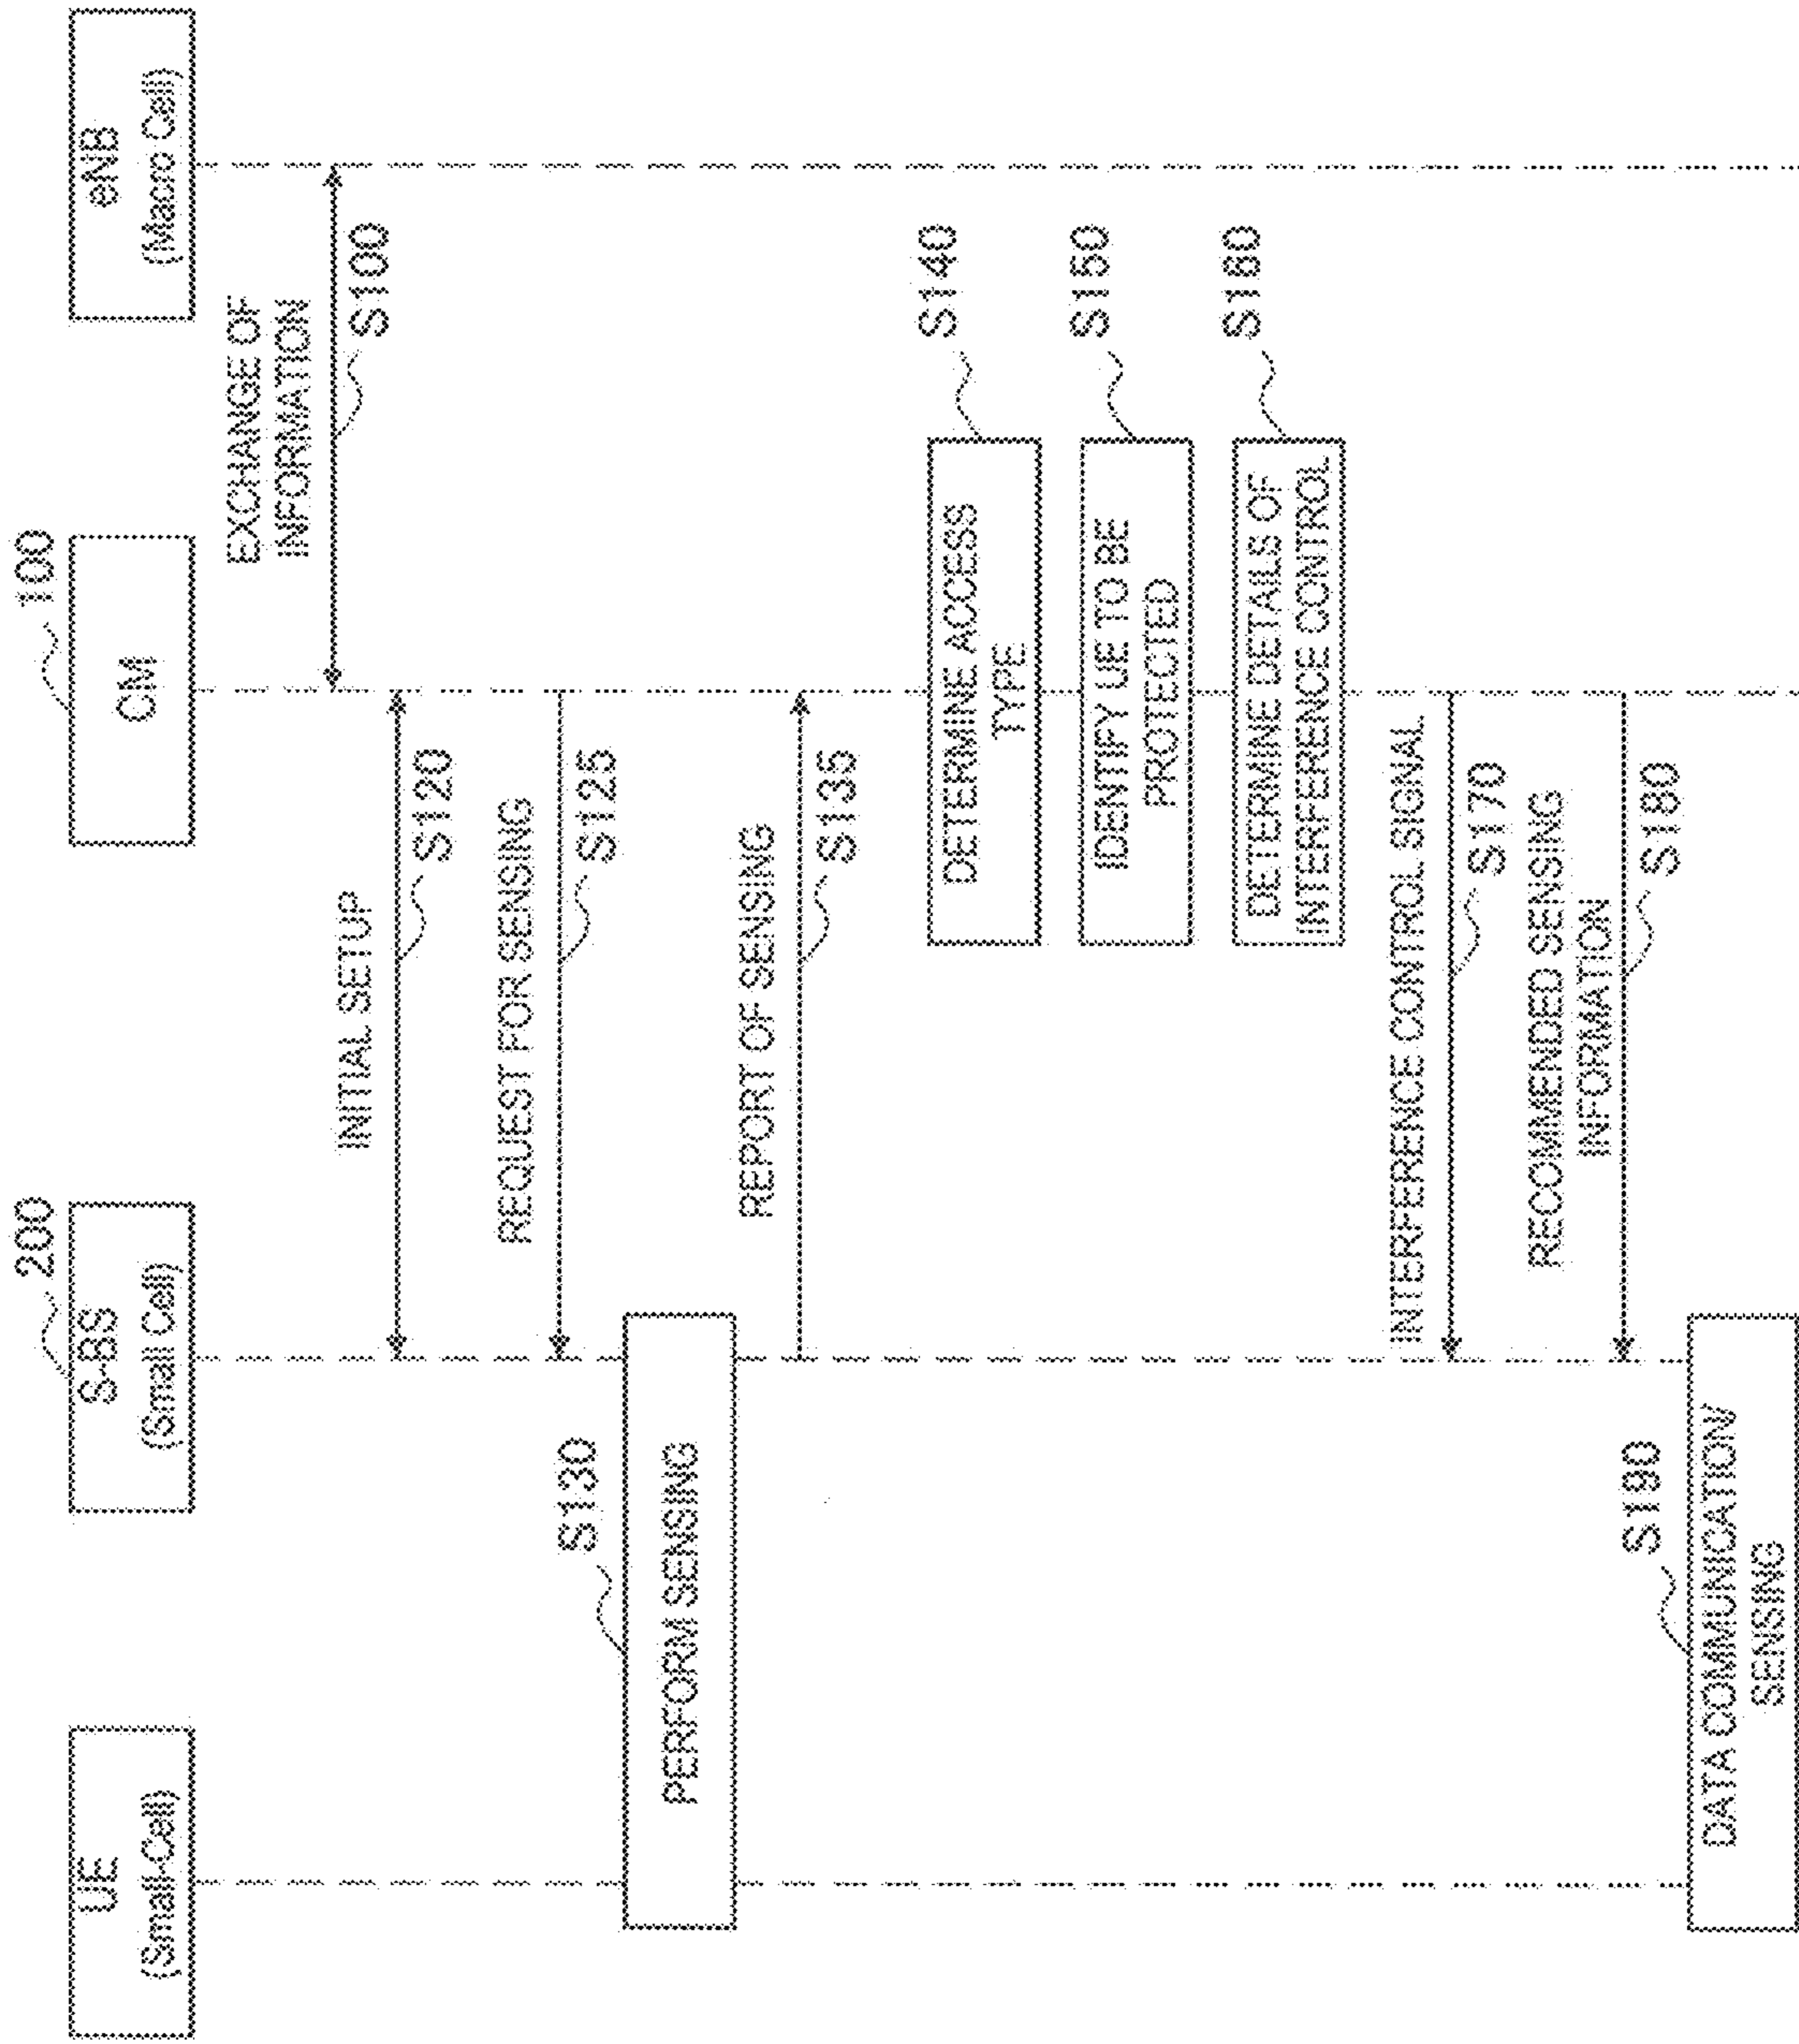 UE
(Small-Cell)
200
S-BS
(Small Cell)
100
CM
eNB
(Macro Cell)
EXCHANGE OF
INFORMATION
S100
INITIAL SETUP
S120
REQUEST FOR SENSING
S125
S130
PERFORM SENSING
REPORT OF SENSING
S135
DETERMINE ACCESS
TYPE
S140
IDENTIFY UE TO BE
PROTECTED
S150
DETERMINE DETAILS OF
INTERFERENCE CONTROL
S160
INTERFERENCE CONTROL SIGNAL
S170
RECOMMENDED SENSING
INFORMATION
S180
S190
DATA COMMUNICATION
SENSING